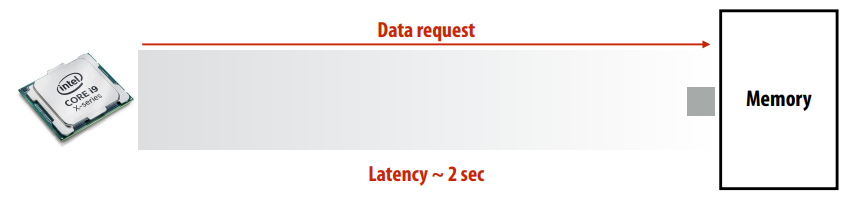 Data request
intel
CORE i9
X-series
Memory
Latency ~ 2 sec